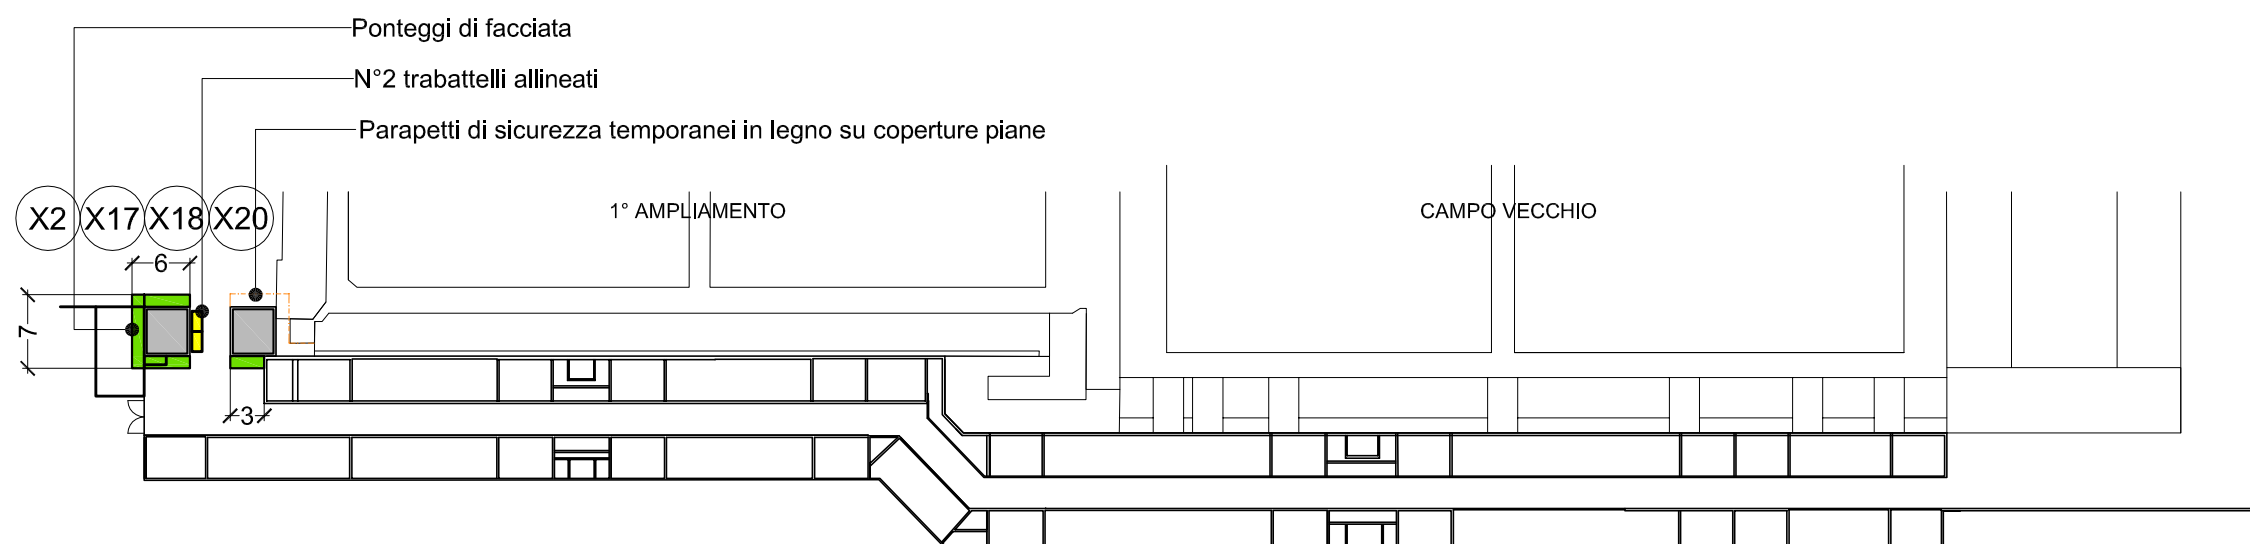 Ponteggi di facciata
N°2 trabattelli allineati
Parapetti di sicurezza temporanei in legno su coperture piane
X2 X17 X18 X20
1° AMPLIAMENTO
CAMPO VECCHIO
6
7
3